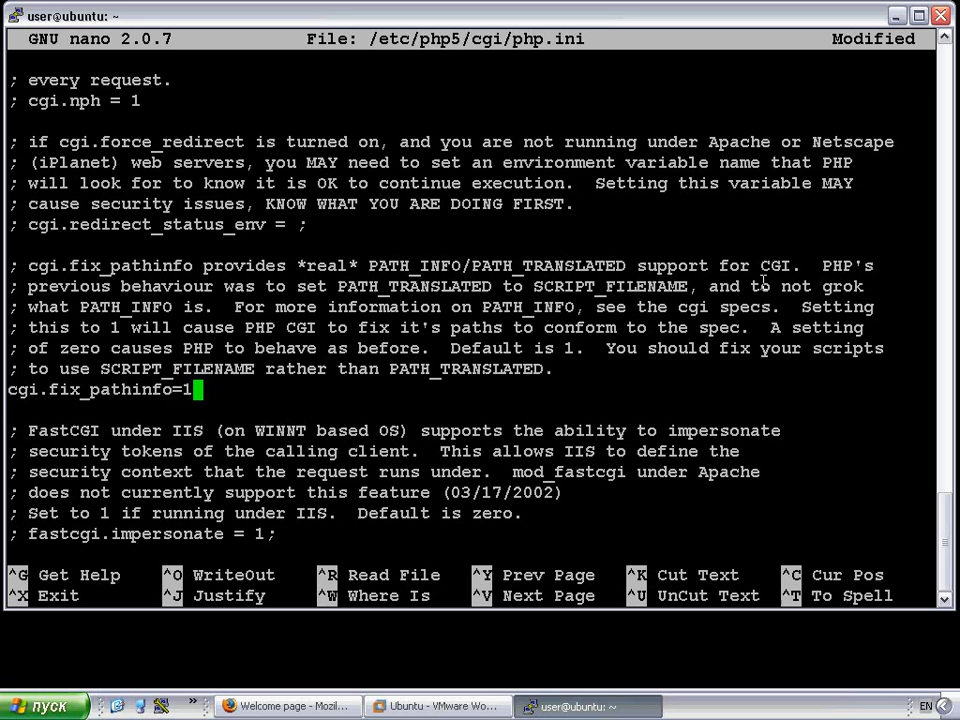 user@ubuntu: ~
GNU nano 2.0.7 File: /etc/php5/cgi/php.ini Modified
; every request.
; cgi.nph = 1
; if cgi.force_redirect is turned on, and you are not running under Apache or Netscape
; (iPlanet) web servers, you MAY need to set an environment variable name that PHP
; will look for to know it is OK to continue execution.  Setting this variable MAY
; cause security issues, KNOW WHAT YOU ARE DOING FIRST.
; cgi.redirect_status_env = ;
; cgi.fix_pathinfo provides *real* PATH_INFO/PATH_TRANSLATED support for CGI.  PHP's
; previous behaviour was to set PATH_TRANSLATED to SCRIPT_FILENAME, and to not grok
; what PATH_INFO is.  For more information on PATH_INFO, see the cgi specs.  Setting
; this to 1 will cause PHP CGI to fix it's paths to conform to the spec.  A setting
; of zero causes PHP to behave as before.  Default is 1.  You should fix your scripts
; to use SCRIPT_FILENAME rather than PATH_TRANSLATED.
cgi.fix_pathinfo=1
; FastCGI under IIS (on WINNT based OS) supports the ability to impersonate
; security tokens of the calling client.  This allows IIS to define the
; security context that the request runs under.  mod_fastcgi under Apache
; does not currently support this feature (03/17/2002)
; Set to 1 if running under IIS.  Default is zero.
; fastcgi.impersonate = 1;
^G Get Help ^O WriteOut ^R Read File ^Y Prev Page ^K Cut Text ^C Cur Pos
^X Exit ^J Justify ^W Where Is ^V Next Page ^U UnCut Text ^T To Spell
пуск » Welcome page - Mozil... Ubuntu - VMware Wo... user@ubuntu: ~ EN